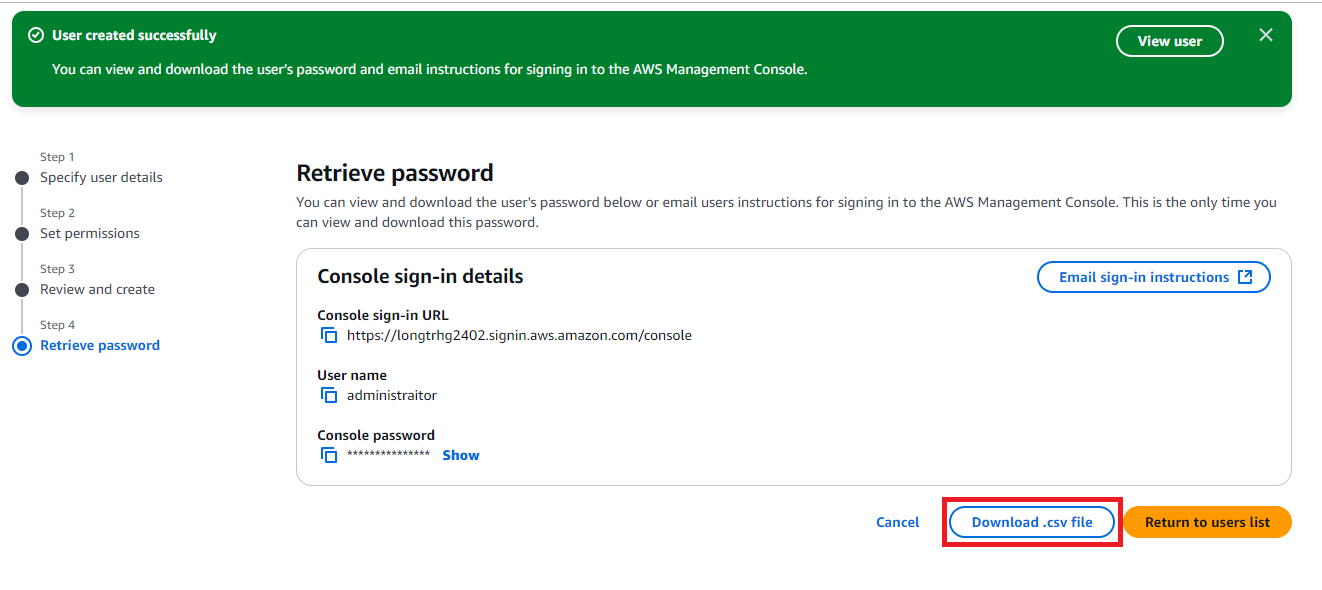 User created successfully
View user
You can view and download the user's password and email instructions for signing in to the AWS Management Console.
Step 1
Specify user details
Step 2
Set permissions
Step 3
Review and create
Step 4
Retrieve password
Retrieve password
You can view and download the user's password below or email users instructions for signing in to the AWS Management Console. This is the only time you
can view and download this password.
Console sign-in details
Email sign-in instructions
Console sign-in URL
https://longtrhg2402.signin.aws.amazon.com/console
User name
administraitor
Console password
*************** Show
Cancel
Download .csv file
Return to users list